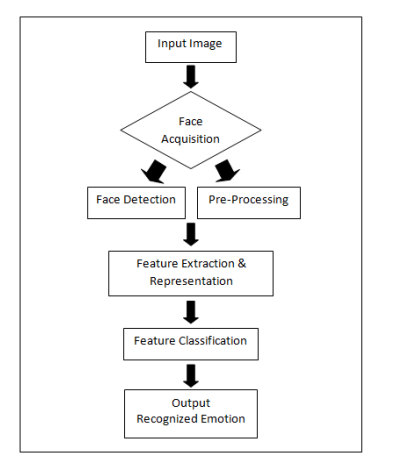 Input Image
Face
Acquisition
Face Detection
Pre-Processing
Feature Extraction &
Representation
Feature Classification
Output
Recognized Emotion